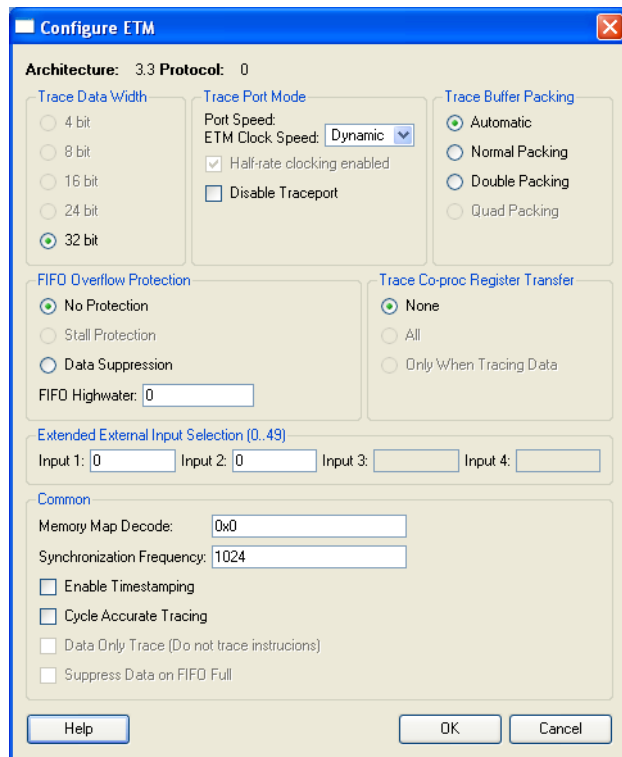 Configure ETM
Architecture: 3.3 Protocol: 0
Trace Data Width
4 bit
8 bit
16 bit
24 bit
32 bit
Trace Port Mode
Port Speed:
ETM Clock Speed: Dynamic
Half-rate clocking enabled
Disable Traceport
Trace Buffer Packing
Automatic
Normal Packing
Double Packing
Quad Packing
FIFO Overflow Protection
No Protection
Stall Protection
Data Suppression
FIFO Highwater: 0
Trace Co-proc Register Transfer
None
All
Only When Tracing Data
Extended External Input Selection (0..49)
Input 1: 0 Input 2: 0 Input 3: Input 4:
Common
Memory Map Decode: 0x0
Synchronization Frequency: 1024
Enable Timestamping
Cycle Accurate Tracing
Data Only Trace (Do not trace instrucions)
Suppress Data on FIFO Full
Help OK Cancel